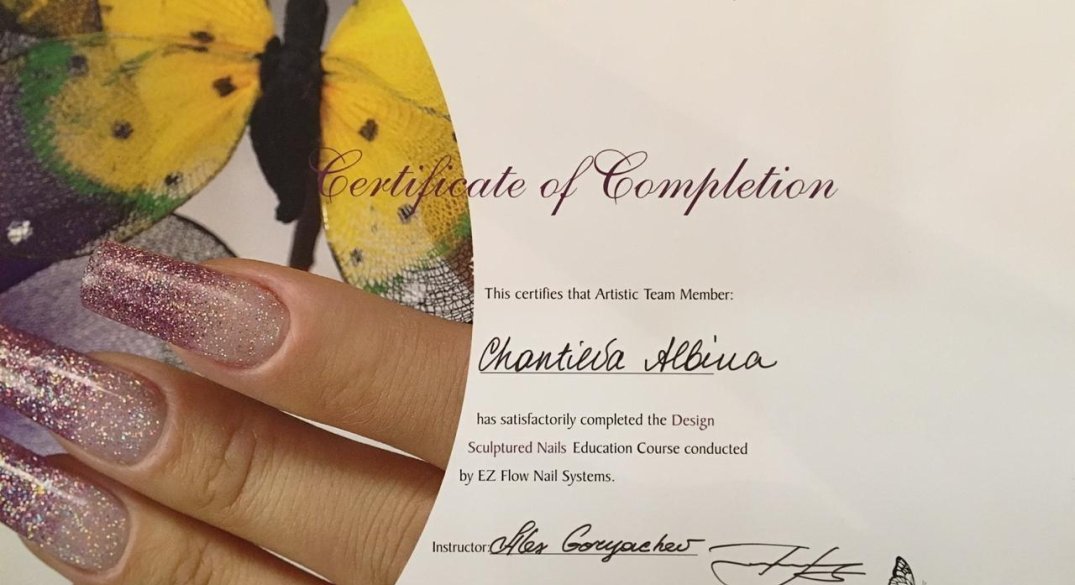 Certificate of Completion
This certifies that Artistic Team Member:
Chantieva Albina
has satisfactorily completed the Design
Sculptured Nails Education Course conducted
by EZ Flow Nail Systems.
Instructor: Alex Goryachev